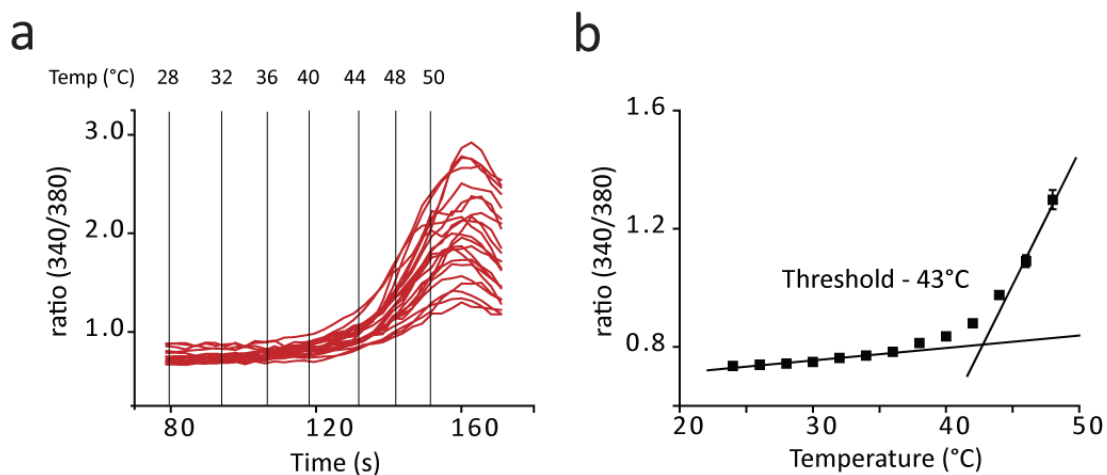 a
Temp (°C) 28 32 36 40 44 48 50
3.0
2.0
1.0
ratio (340/380)
80 120 160
Time (s)
b
1.6
1.2
0.8
ratio (340/380)
Threshold - 43°C
20 30 40 50
Temperature (°C)